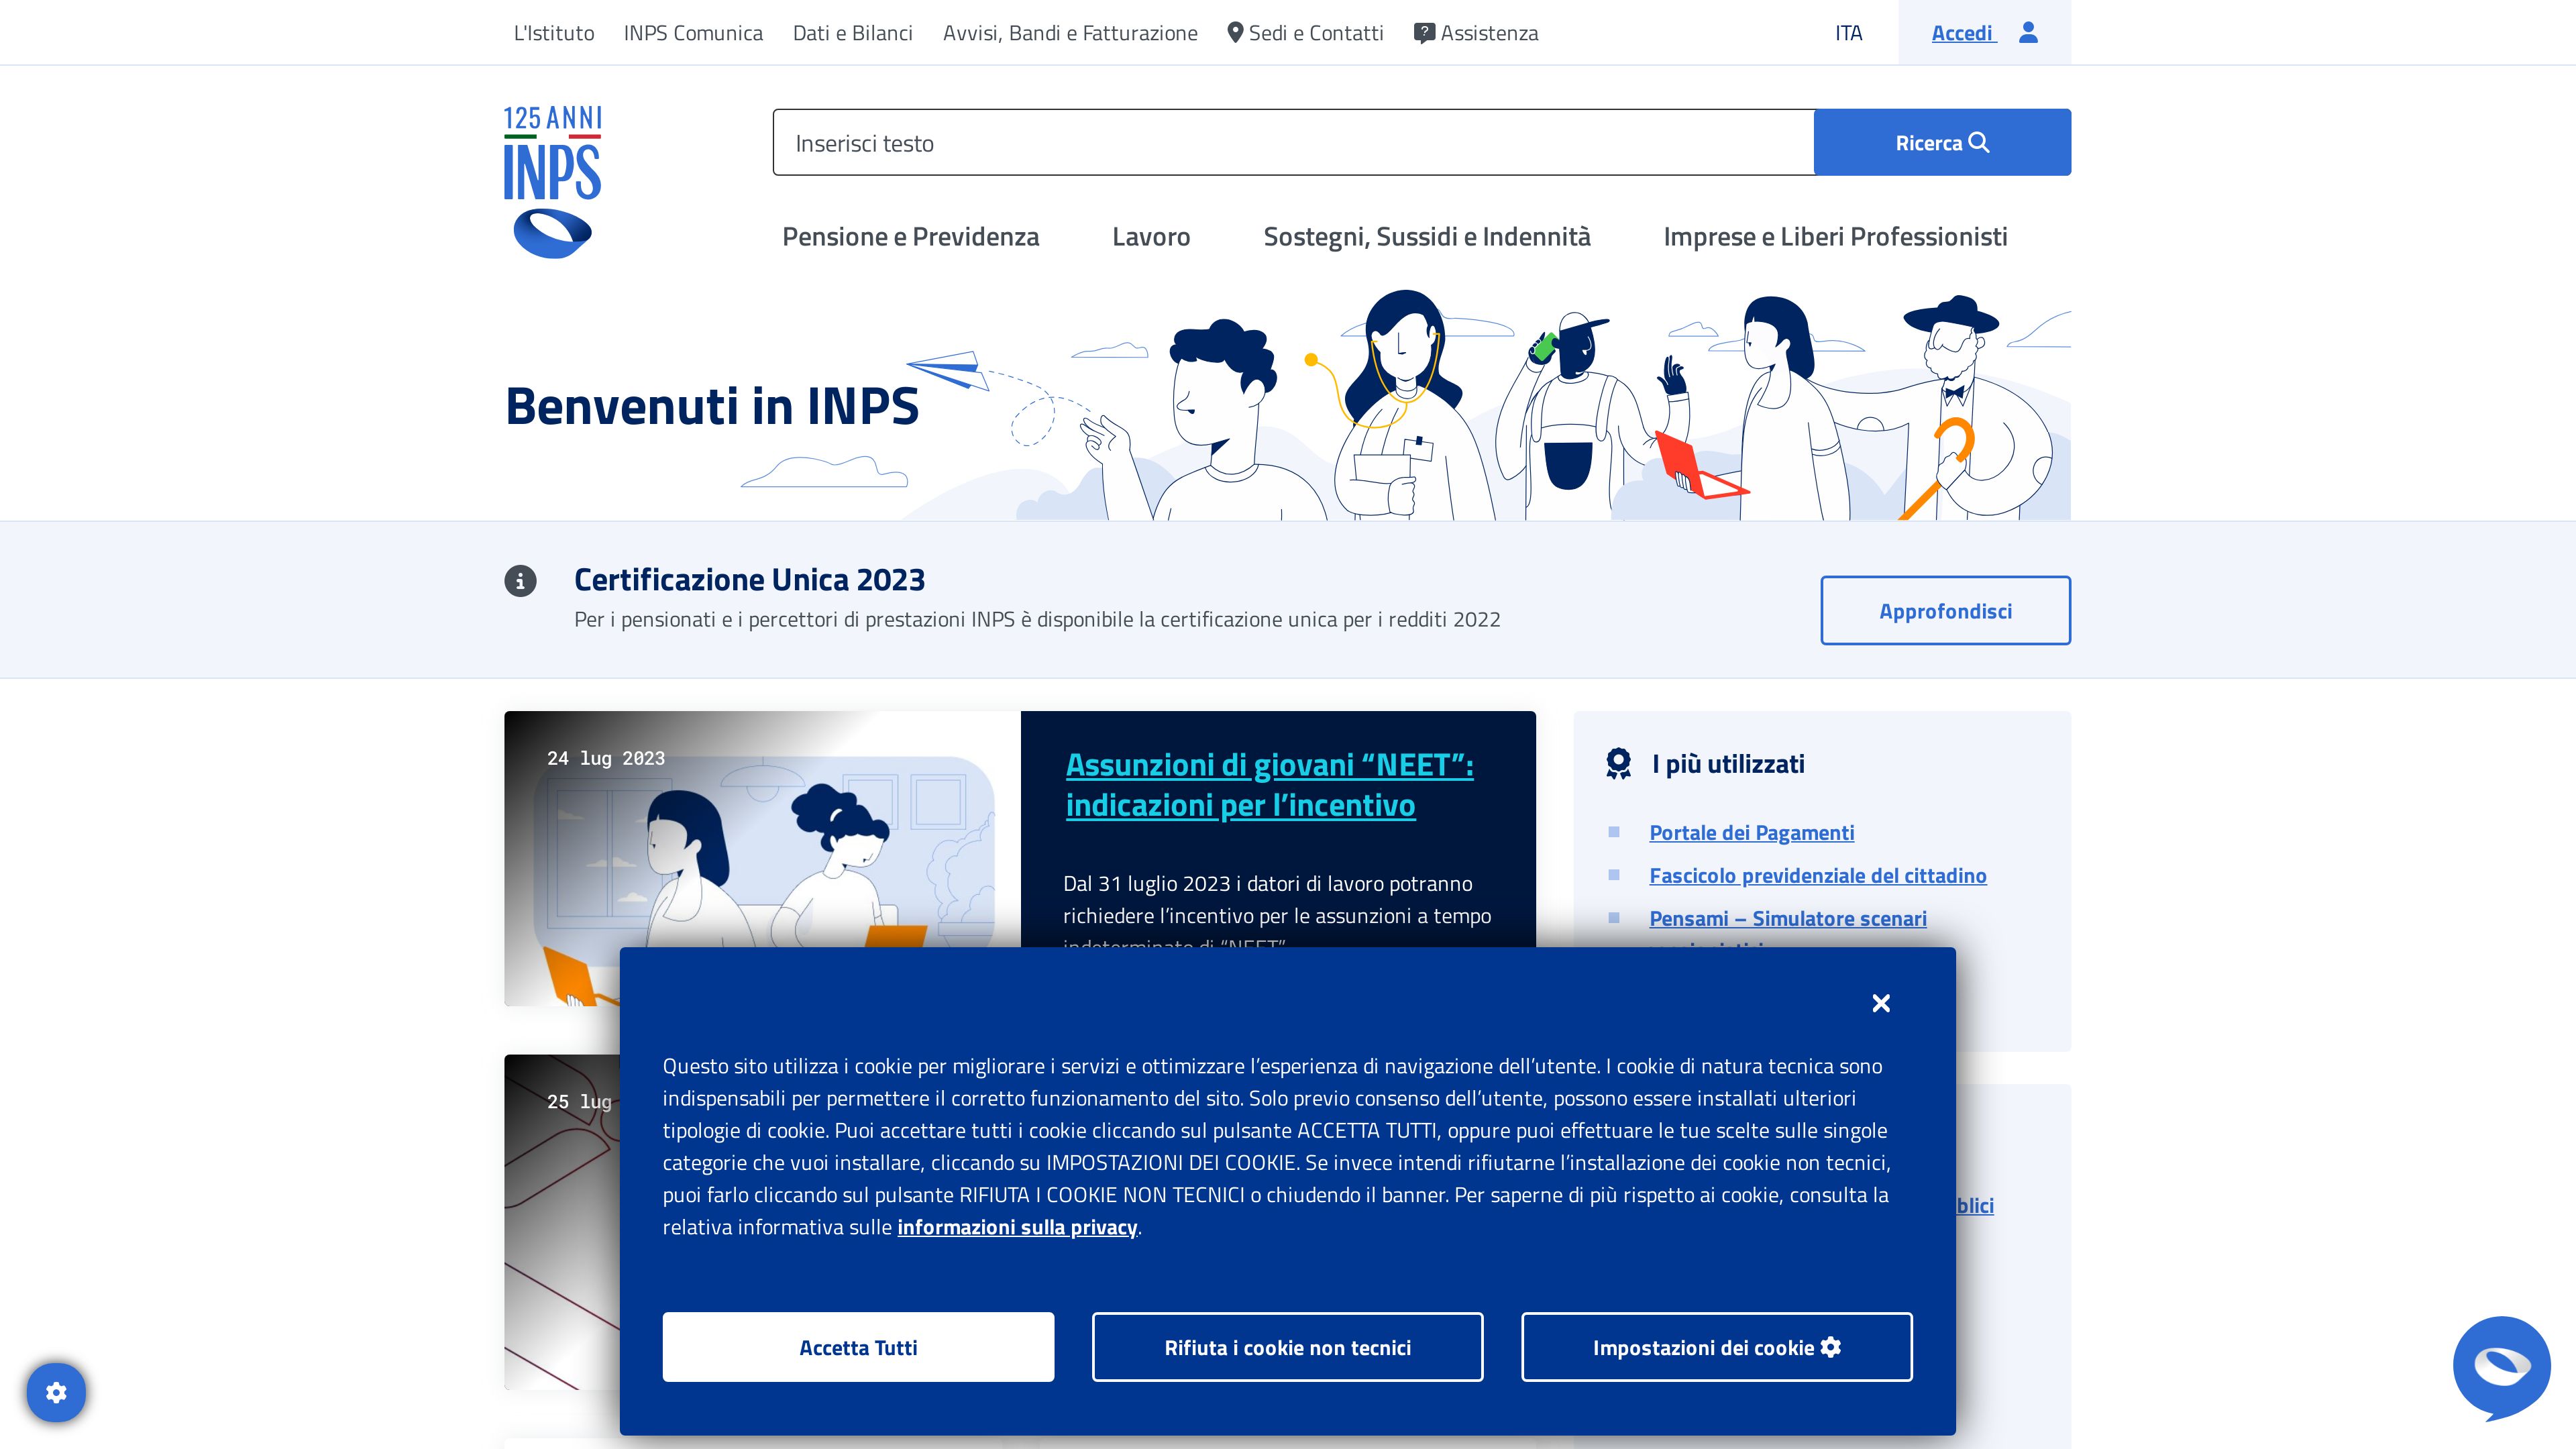 L'Istituto
INPS Comunica
Dati e Bilanci
Avvisi, Bandi e Fatturazione
Sedi e Contatti
Assistenza
ITA
Accedi
125 ANNI
INPS
Inserisci testo
Ricerca
Pensione e Previdenza
Lavoro
Sostegni, Sussidi e Indennità
Imprese e Liberi Professionisti
Benvenuti in INPS
Certificazione Unica 2023
Per i pensionati e i percettori di prestazioni INPS è disponibile la certificazione unica per i redditi 2022
Approfondisci
24 lug 2023
Assunzioni di giovani “NEET”:
indicazioni per l’incentivo
Dal 31 luglio 2023 i datori di lavoro potranno
richiedere l’incentivo per le assunzioni a tempo
indeterminato di “NEET”
I più utilizzati
Portale dei Pagamenti
Fascicolo previdenziale del cittadino
Pensami – Simulatore scenari
25 lug
blici
Questo sito utilizza i cookie per migliorare i servizi e ottimizzare l’esperienza di navigazione dell’utente. I cookie di natura tecnica sono
indispensabili per permettere il corretto funzionamento del sito. Solo previo consenso dell’utente, possono essere installati ulteriori
tipologie di cookie. Puoi accettare tutti i cookie cliccando sul pulsante ACCETTA TUTTI, oppure puoi effettuare le tue scelte sulle singole
categorie che vuoi installare, cliccando su IMPOSTAZIONI DEI COOKIE. Se invece intendi rifiutarne l’installazione dei cookie non tecnici,
puoi farlo cliccando sul pulsante RIFIUTA I COOKIE NON TECNICI o chiudendo il banner. Per saperne di più rispetto ai cookie, consulta la
relativa informativa sulle informazioni sulla privacy.
Accetta Tutti
Rifiuta i cookie non tecnici
Impostazioni dei cookie